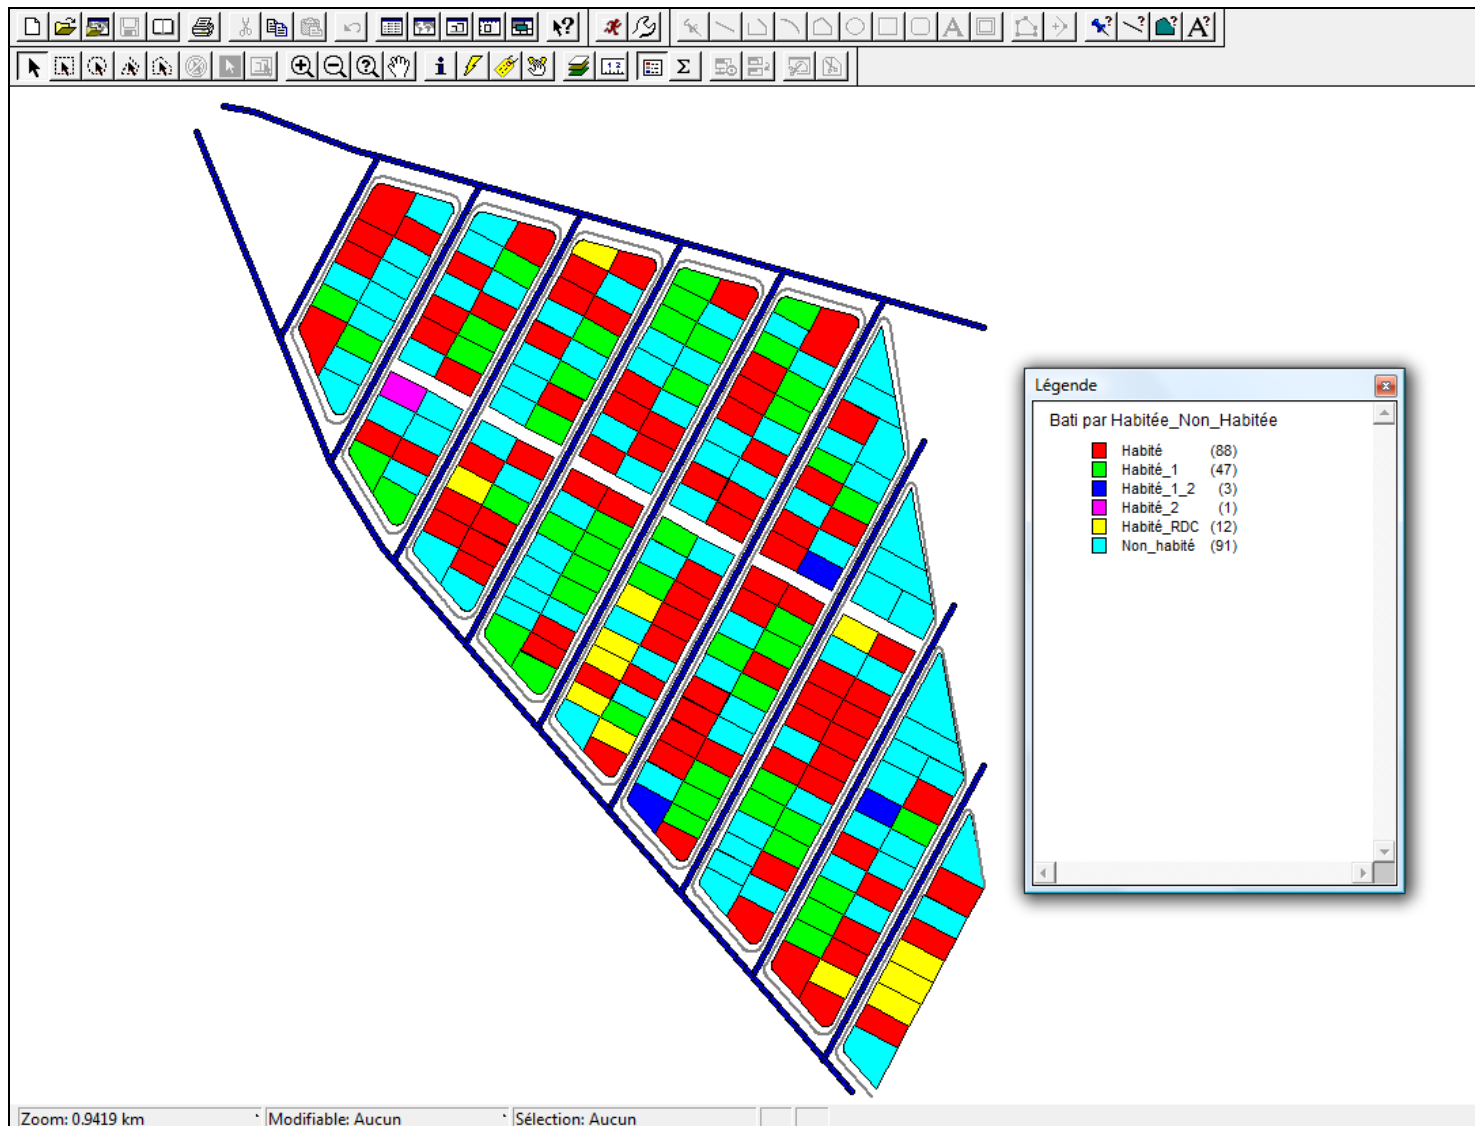 Légende
Bati par Habitée_Non_Habitée
Habité (88)
Habité_1 (47)
Habité_1_2 (3)
Habité_2 (1)
Habité_RDC (12)
Non_habité (91)
Zoom: 0.9419 km
Modifiable: Aucun
Sélection: Aucun